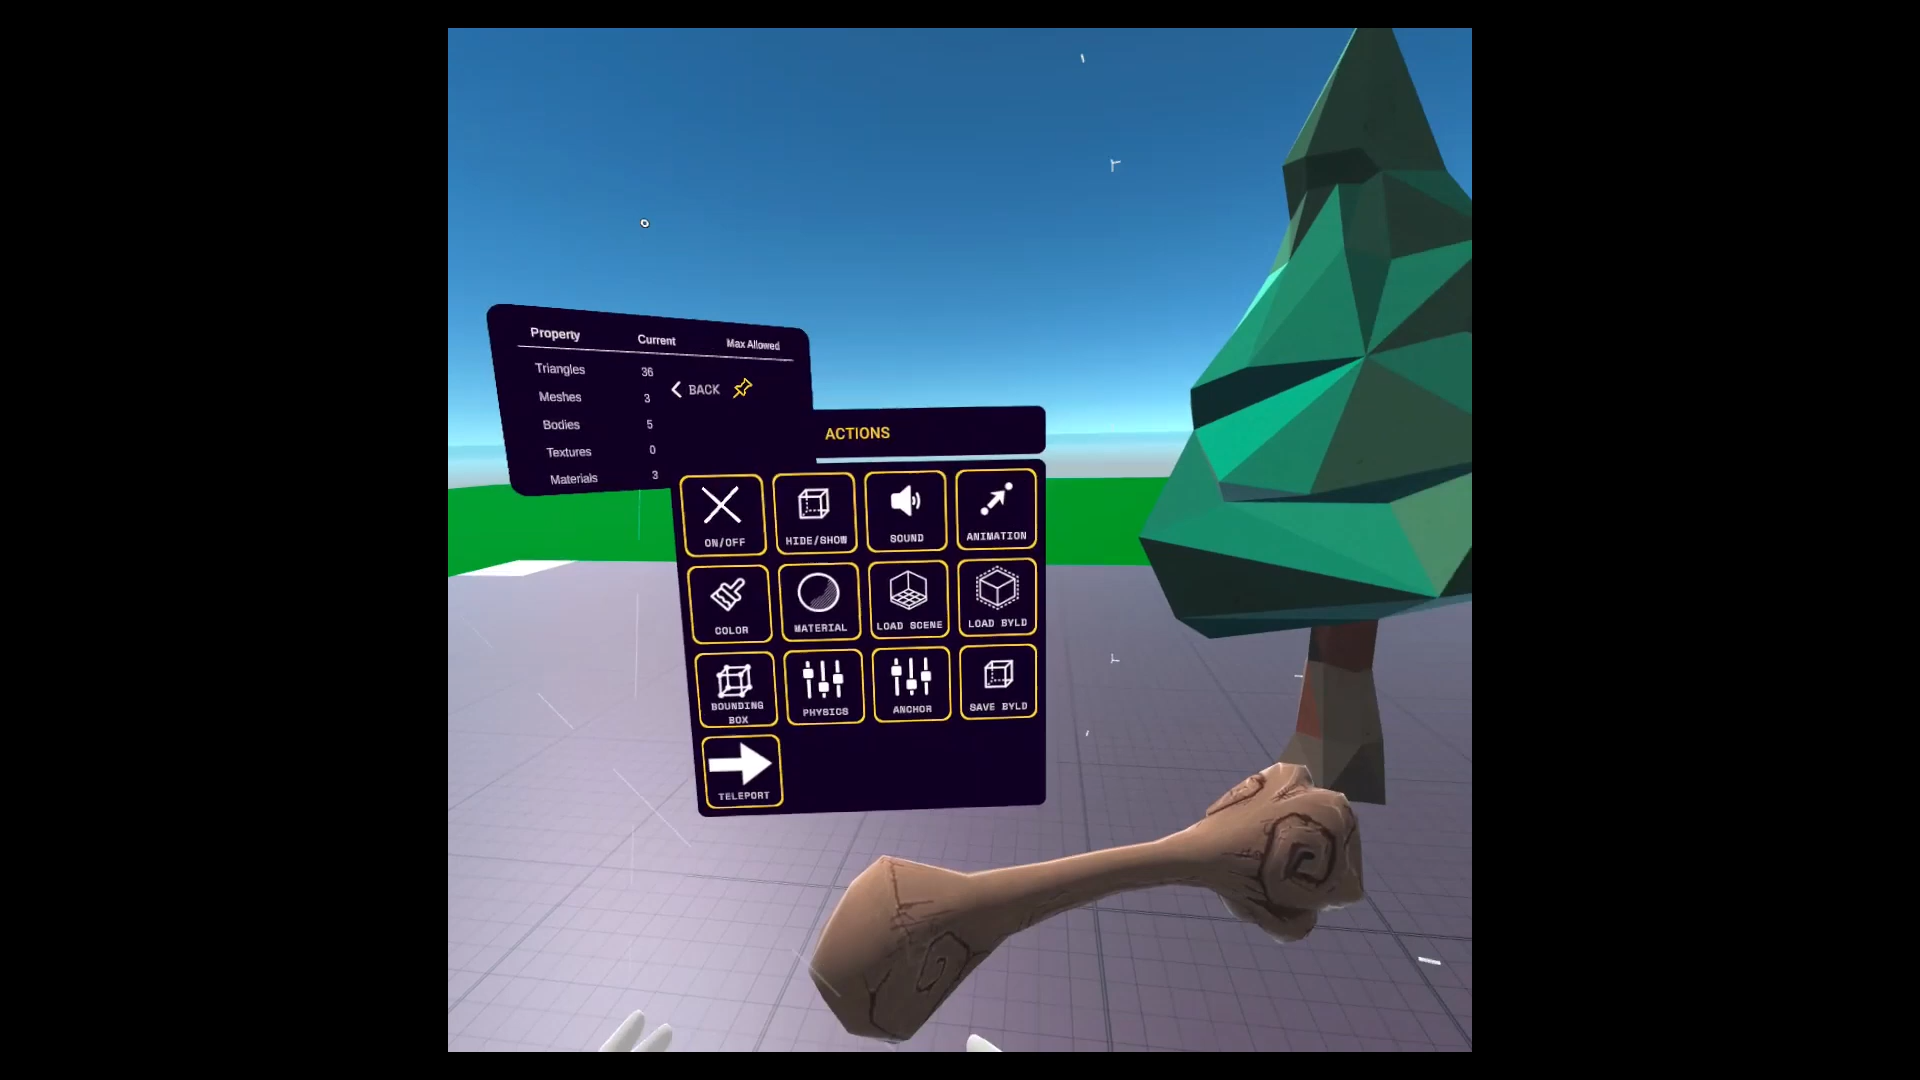 Property Current Max Allowed
Triangles 36
Meshes 3
Bodies 5
Textures 0
Materials 3
BACK
ACTIONS
ON/OFF HIDE/SHOW SOUND ANIMATION
COLOR MATERIAL LOAD SCENE LOAD BYLD
BOUNDING
BOX PHYSICS ANCHOR SAVE BYLD
TELEPORT